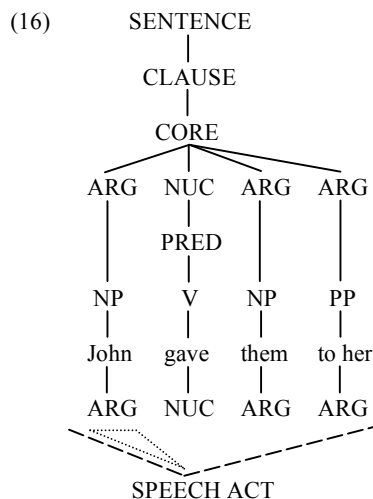 (16) SENTENCE
CLAUSE
CORE
ARG NUC ARG ARG
PRED
NP V NP PP
John gave them to her
ARG NUC ARG ARG
SPEECH ACT